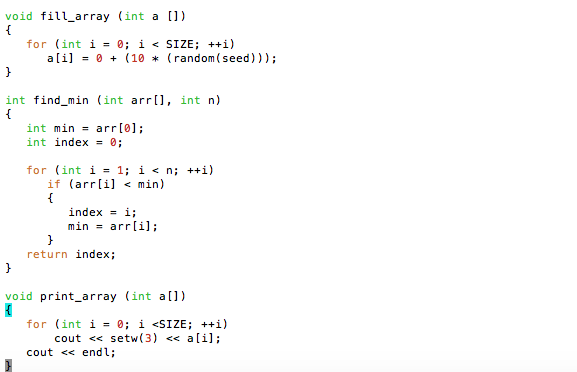 void fill_array (int a [])
{
   for (int i = 0; i < SIZE; ++i)
      a[i] = 0 + (10 * (random(seed)));
}

int find_min (int arr[], int n)
{
   int min = arr[0];
   int index = 0;

   for (int i = 1; i < n; ++i)
      if (arr[i] < min)
      {
         index = i;
         min = arr[i];
      }
   return index;
}

void print_array (int a[])
{
   for (int i = 0; i <SIZE; ++i)
       cout << setw(3) << a[i];
   cout << endl;
}